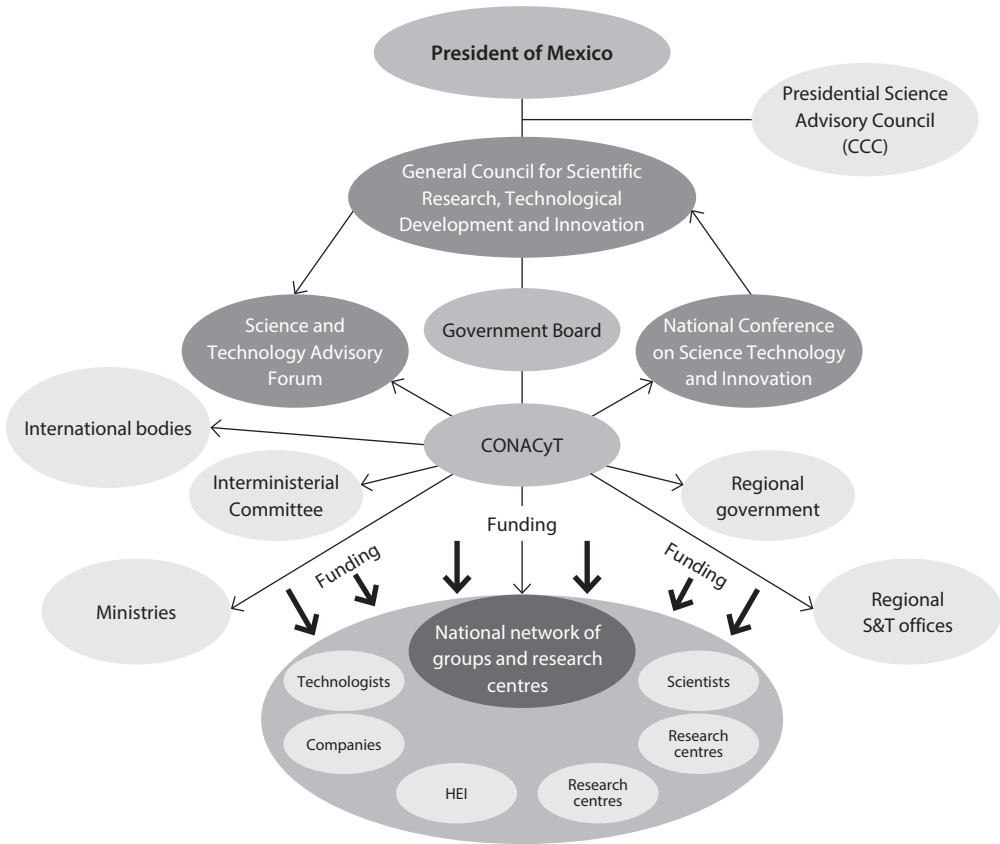 President of Mexico
Presidential Science
Advisory Council
(CCC)
General Council for Scientific
Research, Technological
Development and Innovation
Science and
Technology Advisory
Forum
Government Board
National Conference
on Science Technology
and Innovation
International bodies
CONACyT
Interministerial
Committee
Regional
government
Funding
Funding
Funding
Ministries
Regional
S&T offices
National network of
groups and research
centres
Technologists
Scientists
Companies
Research
centres
HEI
Research
centres